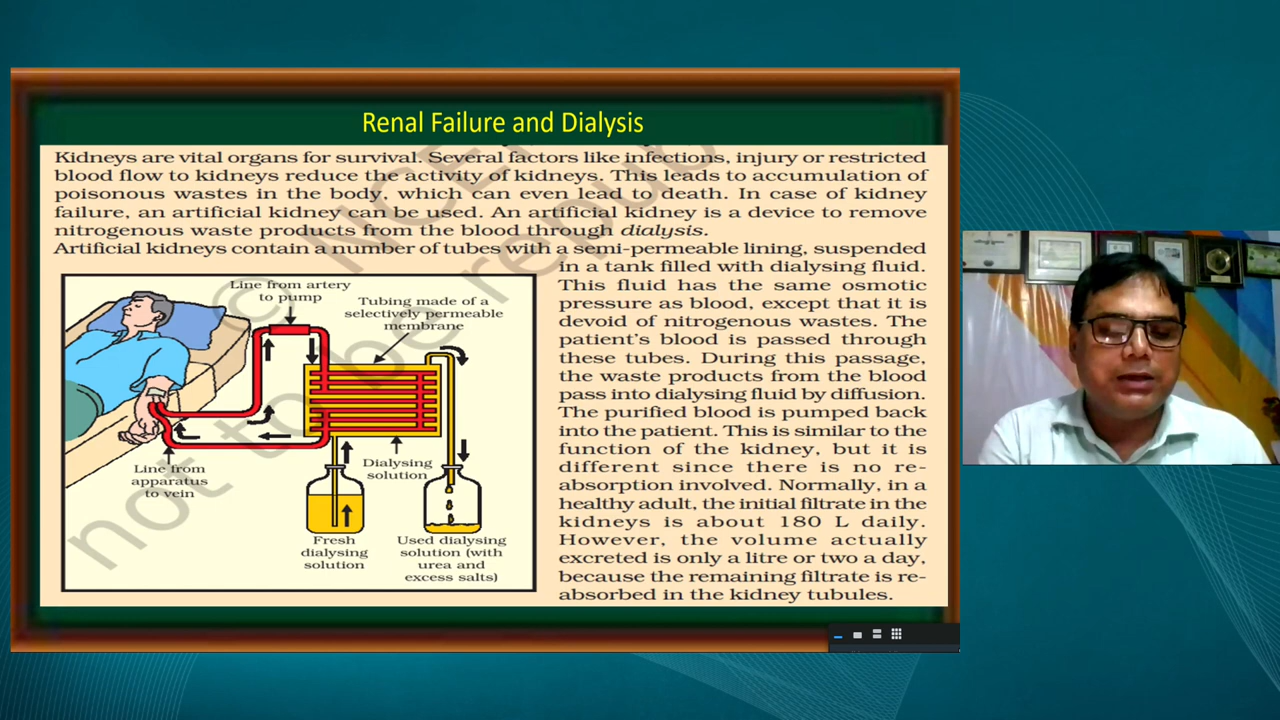 Renal Failure and Dialysis
Kidneys are vital organs for survival. Several factors like infections, injury or restricted
blood flow to kidneys reduce the activity of kidneys. This leads to accumulation of
poisonous wastes in the body, which can even lead to death. In case of kidney
failure, an artificial kidney can be used. An artificial kidney is a device to remove
nitrogenous waste products from the blood through dialysis.
Artificial kidneys contain a number of tubes with a semi-permeable lining, suspended
in a tank filled with dialysing fluid.
This fluid has the same osmotic
pressure as blood, except that it is
devoid of nitrogenous wastes. The
patient's blood is passed through
these tubes. During this passage,
the waste products from the blood
pass into dialysing fluid by diffusion.
The purified blood is pumped back
into the patient. This is similar to the
function of the kidney, but it is
different since there is no re-
absorption involved. Normally, in a
healthy adult, the initial filtrate in the
kidneys is about 180 L daily.
However, the volume actually
excreted is only a litre or two a day,
because the remaining filtrate is re-
absorbed in the kidney tubules.
Line from artery
to pump
Tubing made of a
selectively permeable
membrane
Line from
apparatus
to vein
Dialysing
solution
Fresh
dialysing
solution
Used dialysing
solution (with
urea and
excess salts)
© NCE
not to be repub